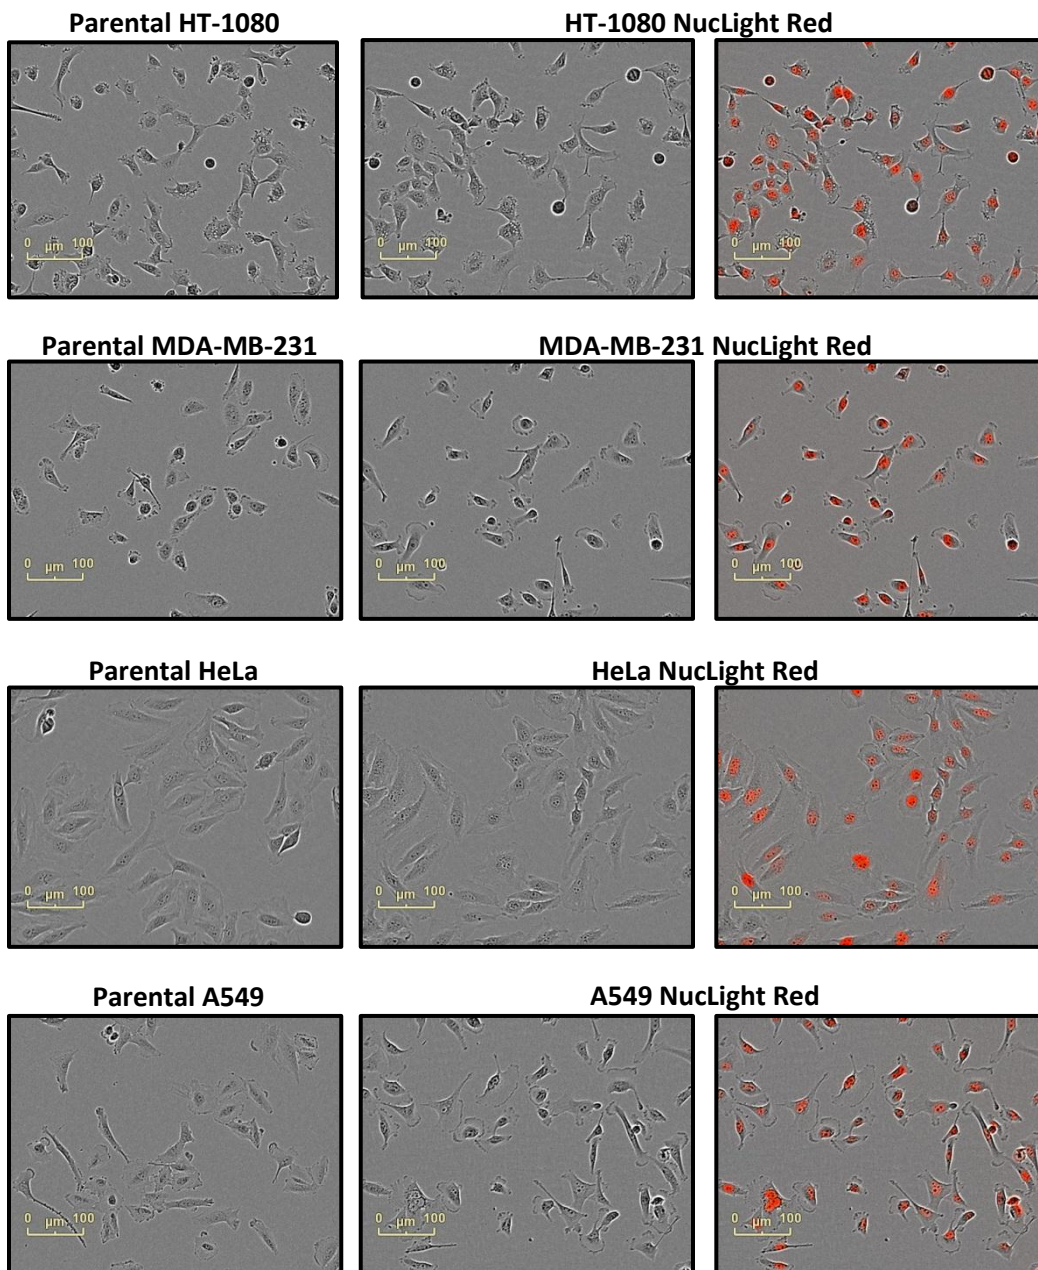 Parental HT-1080
HT-1080 NucLight Red
0 µm 100
0 µm 100
0 µm 100
Parental MDA-MB-231
MDA-MB-231 NucLight Red
0 µm 100
0 µm 100
0 µm 100
Parental HeLa
HeLa NucLight Red
0 µm 100
0 µm 100
0 µm 100
Parental A549
A549 NucLight Red
0 µm 100
0 µm 100
0 µm 100